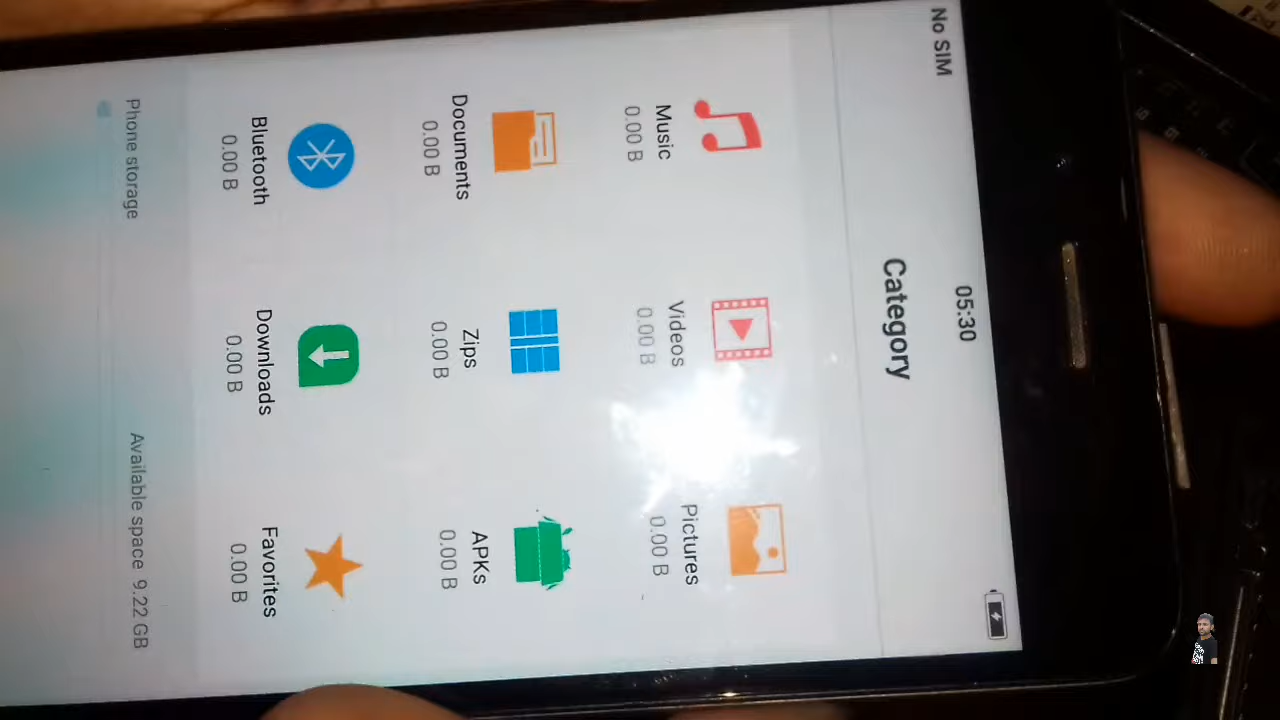 No SIM 05:30
Category
Music Videos Pictures
0.00 B 0.00 B 0.00 B
Documents Zips APKs
0.00 B 0.00 B 0.00 B
Bluetooth Downloads Favorites
0.00 B 0.00 B 0.00 B
Phone storage Available space 9.22 GB